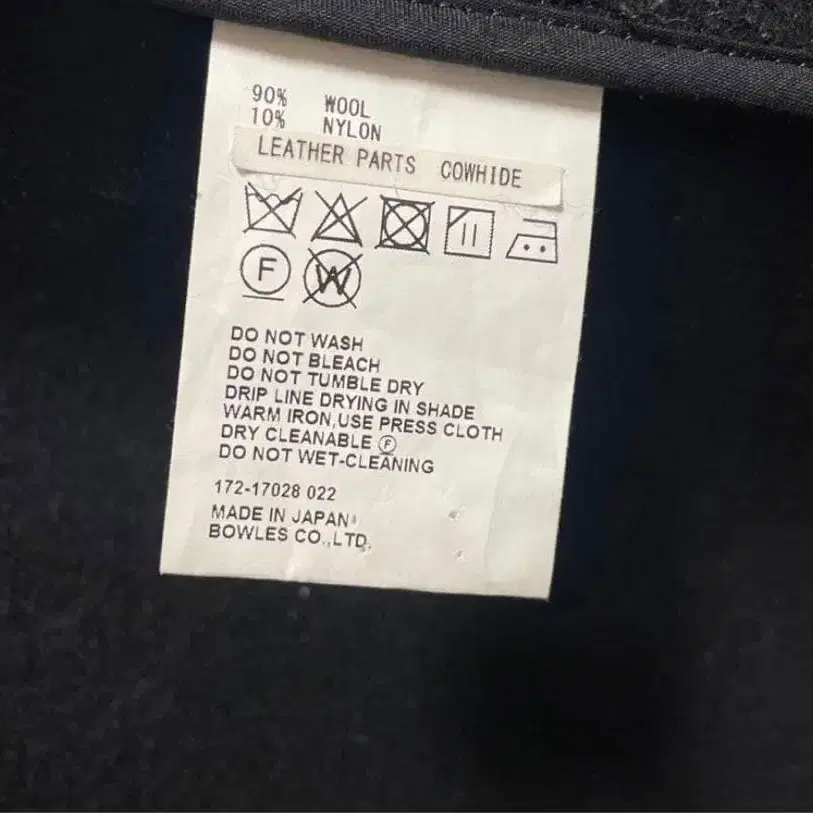 90% WOOL
10% NYLON
LEATHER PARTS COWHIDE
F W
DO NOT WASH
DO NOT BLEACH
DO NOT TUMBLE DRY
DRIP LINE DRYING IN SHADE
WARM IRON,USE PRESS CLOTH
DRY CLEANABLE Ⓕ
DO NOT WET-CLEANING
172-17028 022
MADE IN JAPAN
BOWLES CO.,LTD.